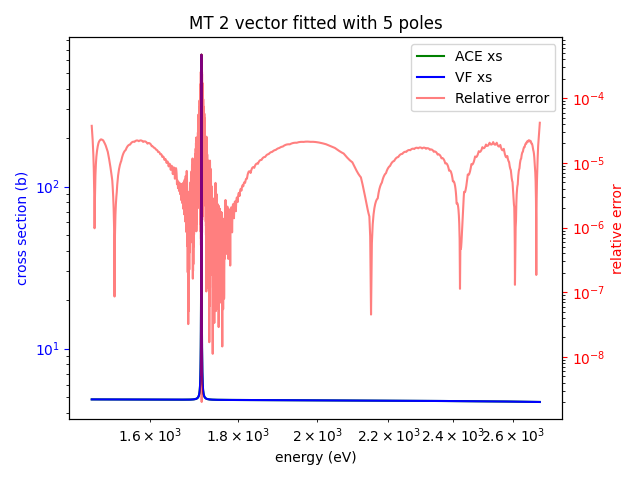 MT 2 vector fitted with 5 poles
ACE xs
VF xs
Relative error
cross section (b)
10²
10¹
relative error
10⁻⁴
10⁻⁵
10⁻⁶
10⁻⁷
10⁻⁸
1.6 × 10³ 1.8 × 10³ 2 × 10³ 2.2 × 10³ 2.4 × 10³ 2.6 × 10³
energy (eV)